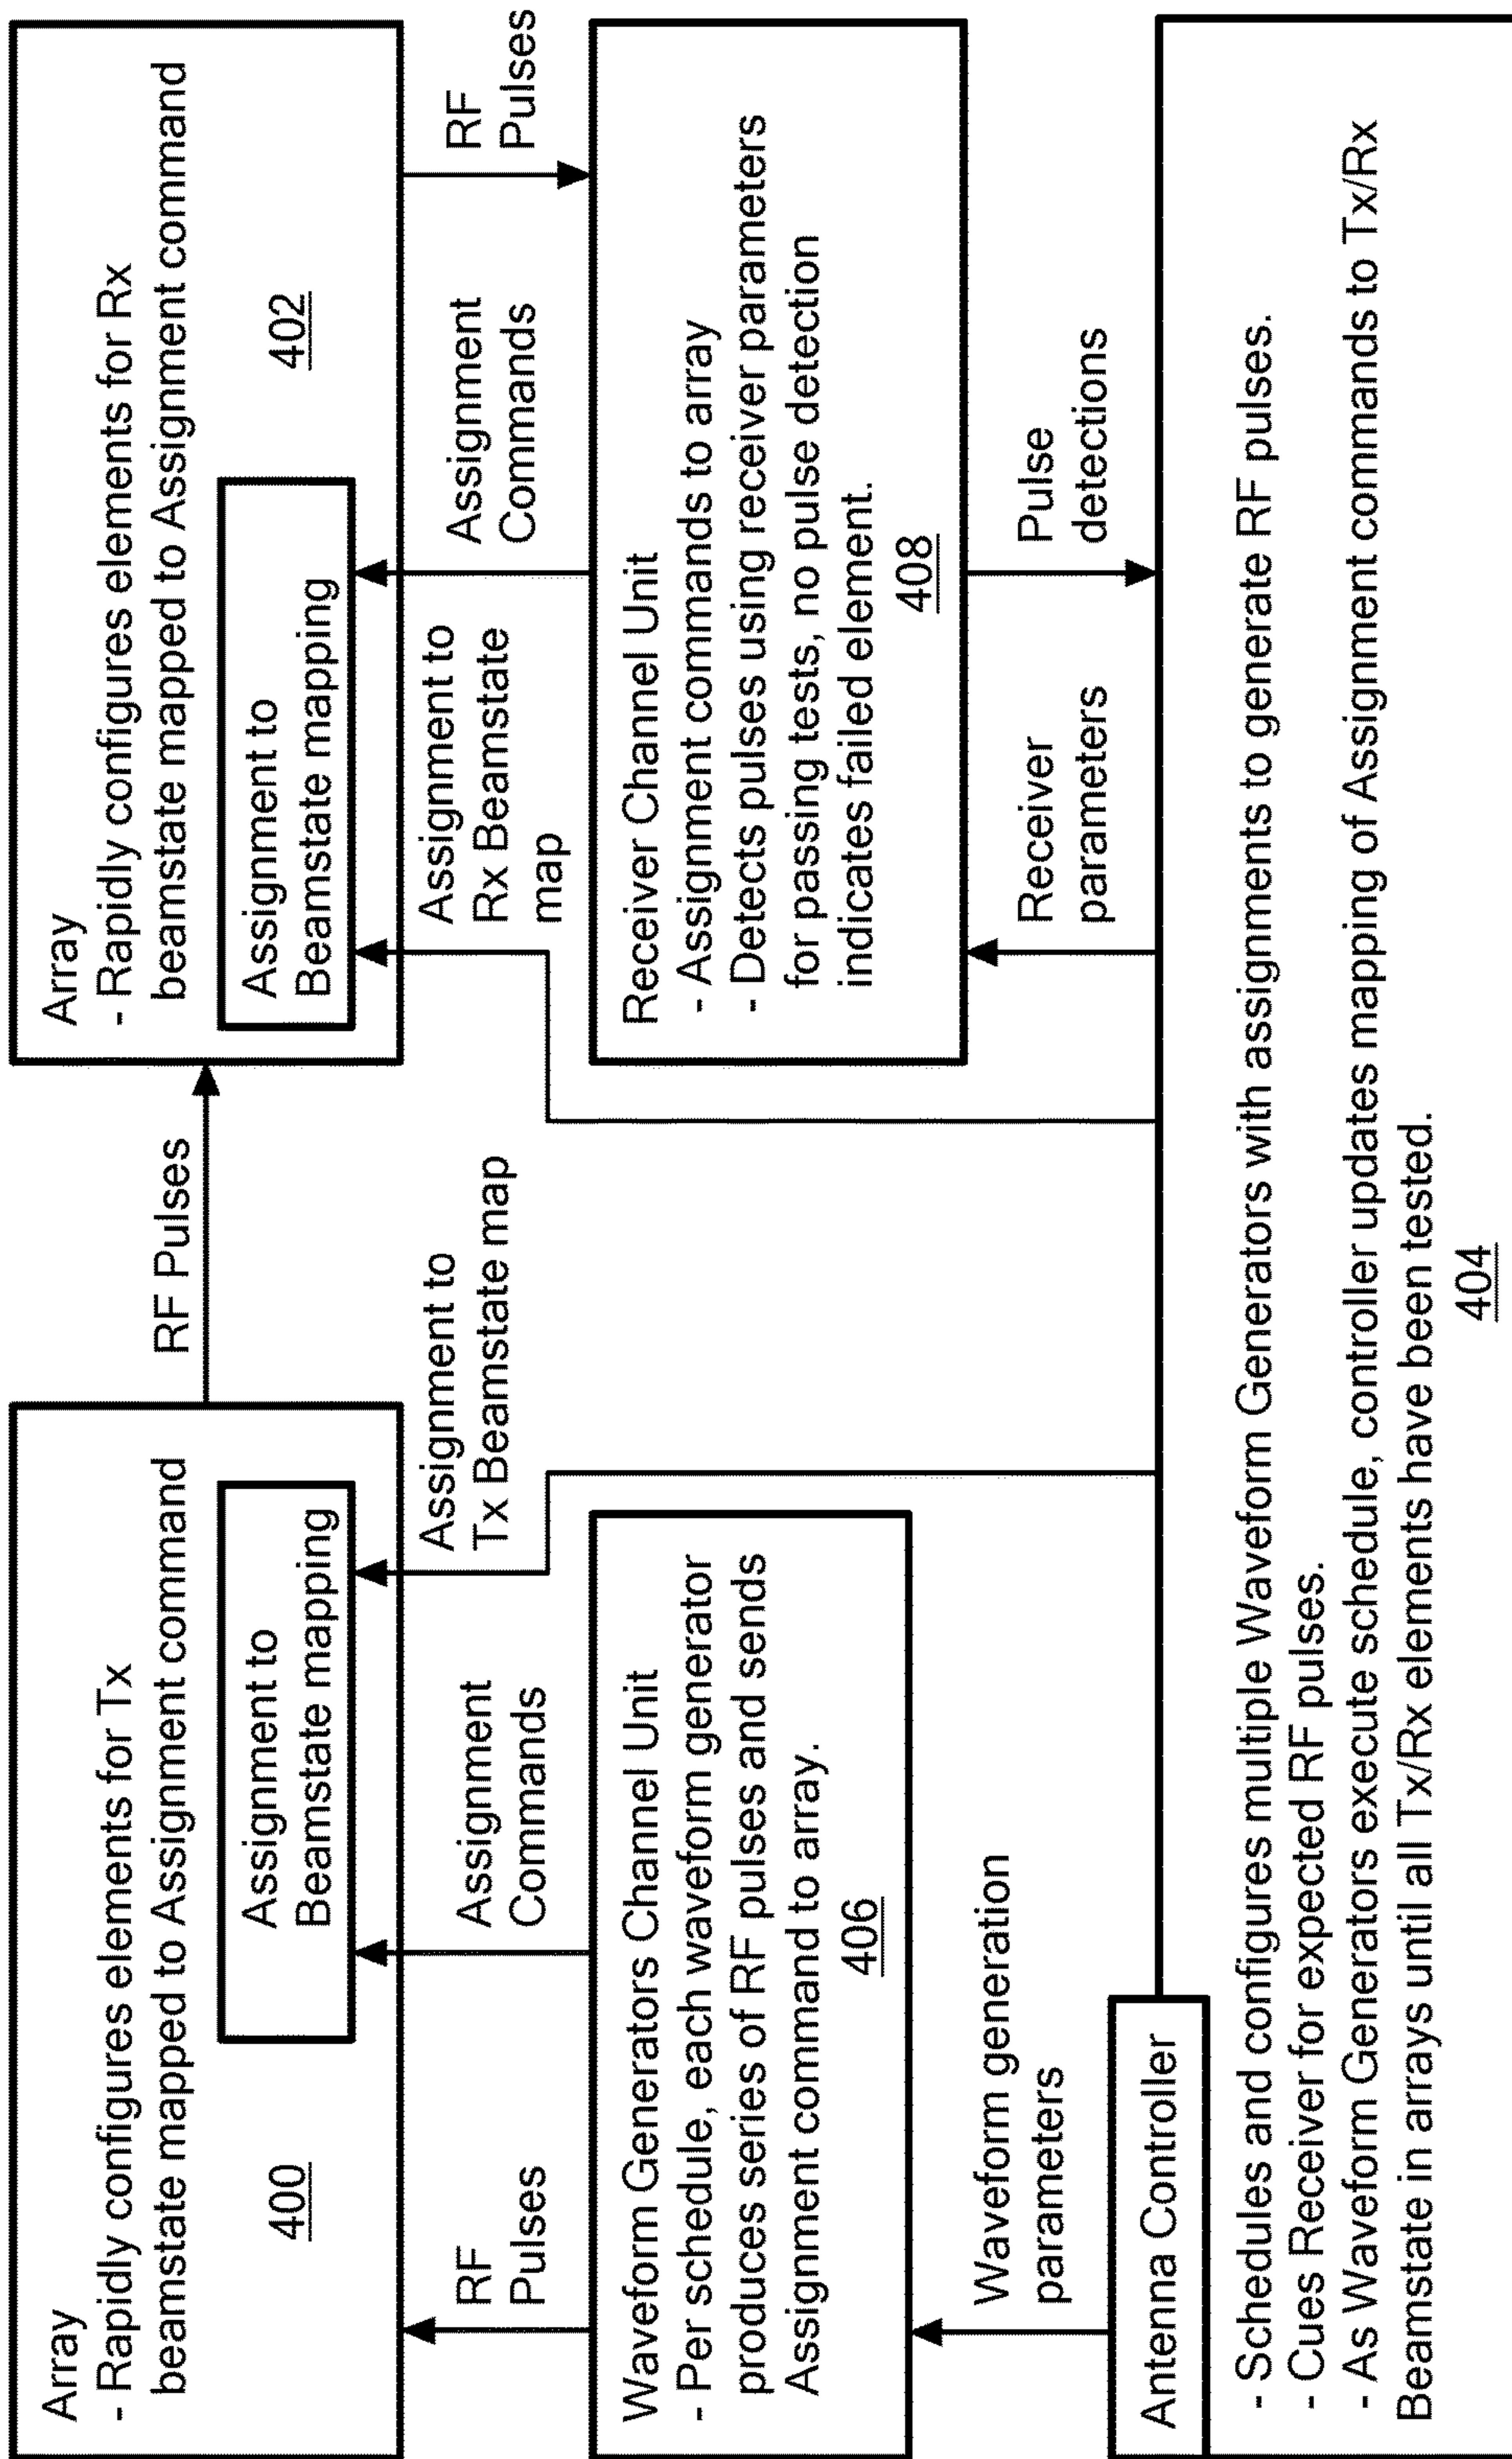 Array
- Rapidly configures elements for Tx
beamstate mapped to Assignment command
400
Assignment to
Beamstate mapping
RF Pulses
Array
- Rapidly configures elements for Rx
beamstate mapped to Assignment command
402
Assignment to
Beamstate mapping
RF
Pulses
Assignment
Commands
Assignment to
Tx Beamstate map
Assignment to
Rx Beamstate
map
Assignment
Commands
RF
Pulses
Waveform Generators Channel Unit
- Per schedule, each waveform generator
produces series of RF pulses and sends
Assignment command to array.
406
Receiver Channel Unit
- Assignment commands to array
- Detects pulses using receiver parameters
for passing tests, no pulse detection
indicates failed element.
408
Waveform generation
parameters
Receiver
parameters
Pulse
detections
Antenna Controller
- Schedules and configures multiple Waveform Generators with assignments to generate RF pulses.
- Cues Receiver for expected RF pulses.
- As Waveform Generators execute schedule, controller updates mapping of Assignment commands to Tx/Rx
Beamstate in arrays until all Tx/Rx elements have been tested.
404